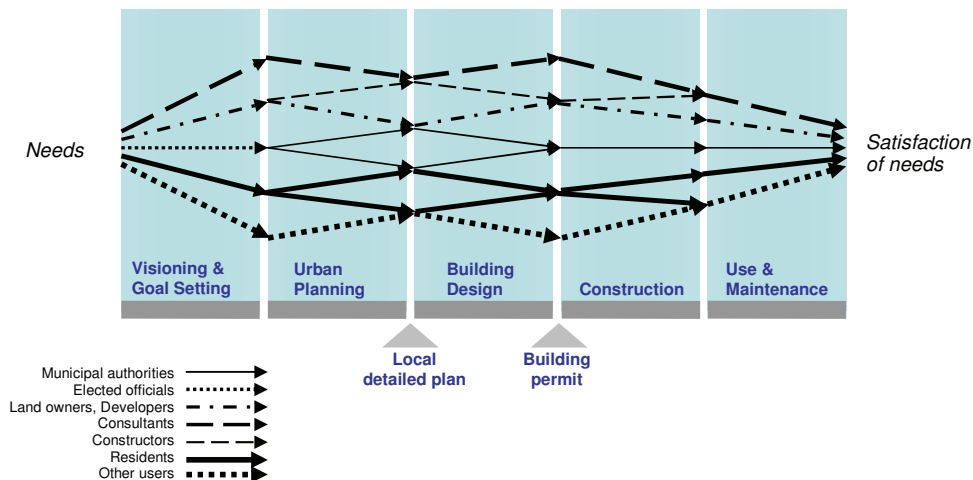 Needs
Satisfaction
of needs
Visioning &
Goal Setting
Urban
Planning
Building
Design
Construction
Use &
Maintenance
Local
detailed plan
Building
permit
Municipal authorities
Elected officials
Land owners, Developers
Consultants
Constructors
Residents
Other users